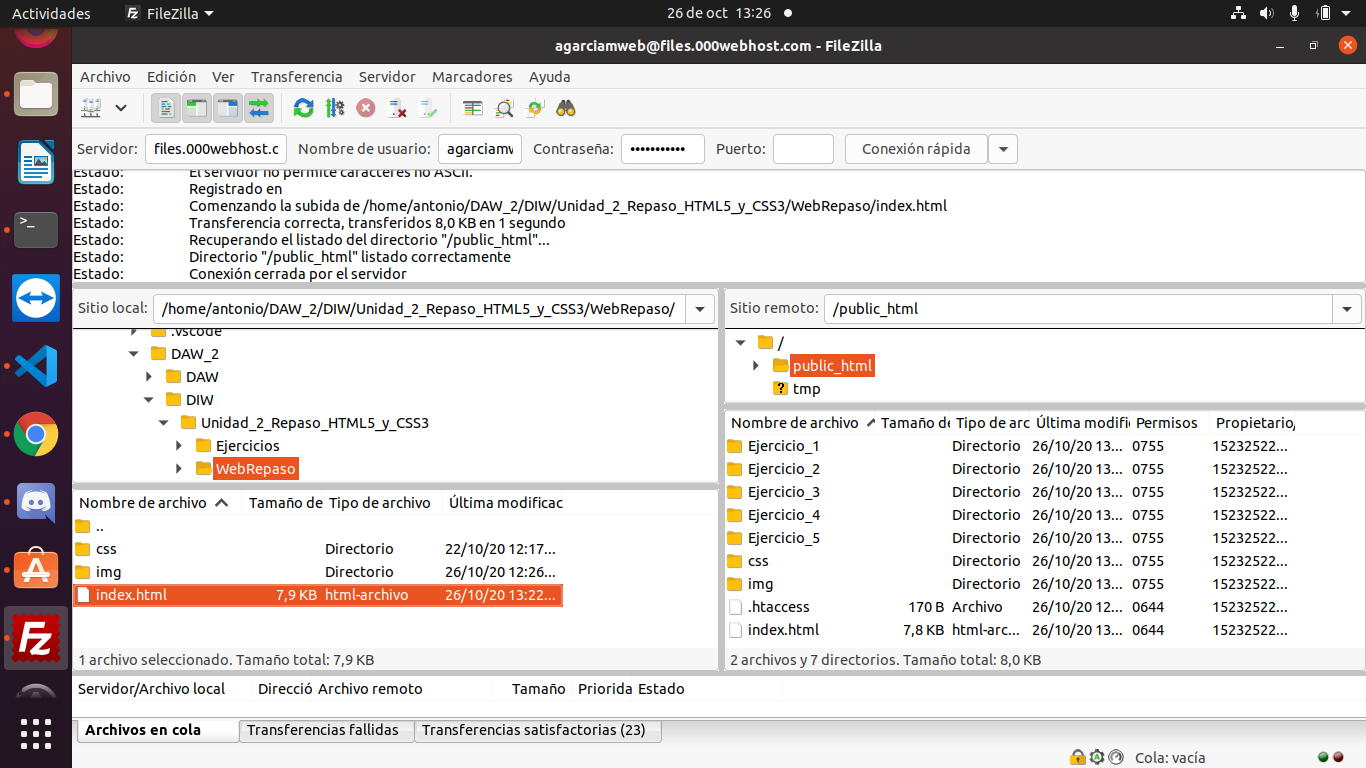 Actividades FileZilla 26 de oct 13:26
agarciamweb@files.000webhost.com - FileZilla
Archivo Edición Ver Transferencia Servidor Marcadores Ayuda
Servidor: files.000webhost.c Nombre de usuario: agarciamw Contraseña: ••••••••••• Puerto: Conexión rápida
Estado: El servidor no permite caracteres no ASCII.
Estado: Registrado en
Estado: Comenzando la subida de /home/antonio/DAW_2/DIW/Unidad_2_Repaso_HTML5_y_CSS3/WebRepaso/index.html
Estado: Transferencia correcta, transferidos 8,0 KB en 1 segundo
Estado: Recuperando el listado del directorio "/public_html"...
Estado: Directorio "/public_html" listado correctamente
Estado: Conexión cerrada por el servidor
Sitio local: /home/antonio/DAW_2/DIW/Unidad_2_Repaso_HTML5_y_CSS3/WebRepaso/
.vscode
DAW_2
DAW
DIW
Unidad_2_Repaso_HTML5_y_CSS3
Ejercicios
WebRepaso
Nombre de archivo Tamaño de Tipo de archivo Última modificac
..
css Directorio 22/10/20 12:17...
img Directorio 26/10/20 12:26...
index.html 7,9 KB html-archivo 26/10/20 13:22...
1 archivo seleccionado. Tamaño total: 7,9 KB
Sitio remoto: /public_html
/
public_html
? tmp
Nombre de archivo Tamaño de Tipo de arc Última modific Permisos Propietario/
Ejercicio_1 Directorio 26/10/20 13... 0755 15232522...
Ejercicio_2 Directorio 26/10/20 13... 0755 15232522...
Ejercicio_3 Directorio 26/10/20 13... 0755 15232522...
Ejercicio_4 Directorio 26/10/20 13... 0755 15232522...
Ejercicio_5 Directorio 26/10/20 13... 0755 15232522...
css Directorio 26/10/20 13... 0755 15232522...
img Directorio 26/10/20 13... 0755 15232522...
.htaccess 170 B Archivo 26/10/20 12... 0644 15232522...
index.html 7,8 KB html-arc... 26/10/20 13... 0644 15232522...
2 archivos y 7 directorios. Tamaño total: 8,0 KB
Servidor/Archivo local Direcció Archivo remoto Tamaño Priorida Estado
Archivos en cola Transferencias fallidas Transferencias satisfactorias (23)
Cola: vacía